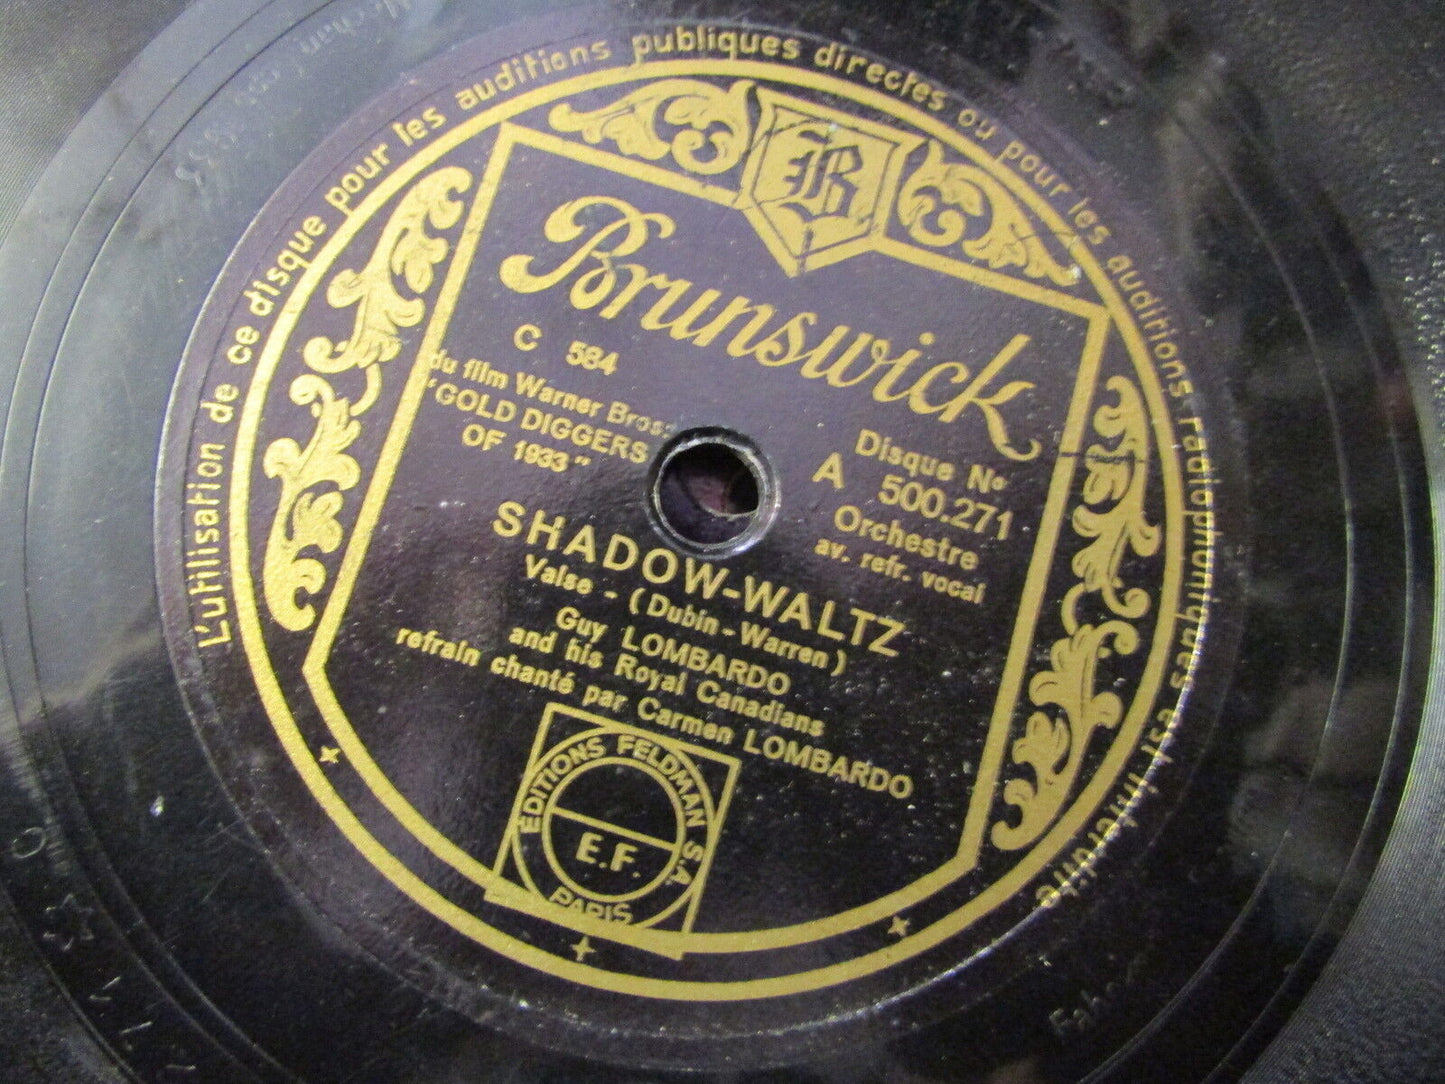 L'utilisation de ce disque pour les auditions publiques directes ou pour les auditions radiophoniques est interdite
B
Brunswick
C 584
du film Warner Bros:
"GOLD DIGGERS
OF 1933"
Disque No
A 500.271
Orchestre
av. refr. vocal
SHADOW-WALTZ
Valse - (Dubin - Warren)
Guy LOMBARDO
and his Royal Canadians
refrain chanté par Carmen LOMBARDO
EDITIONS FELDMAN S.A.
E.F.
PARIS